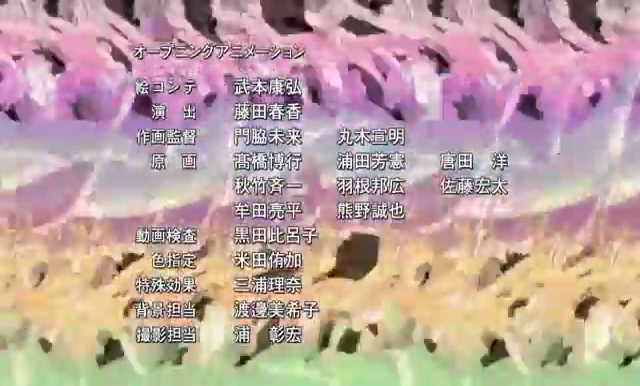 オープニングアニメーション
絵コンテ 武本康弘
演 出 藤田春香
作画監督 門脇未来 丸木宣明
原 画 髙橋博行 浦田芳憲 唐田 洋
秋竹斉一 羽根邦広 佐藤宏太
牟田亮平 熊野誠也
動画検査 黒田比呂子
色指定 米田侑加
特殊効果 三浦理奈
背景担当 渡邊美希子
撮影担当 浦 彰宏